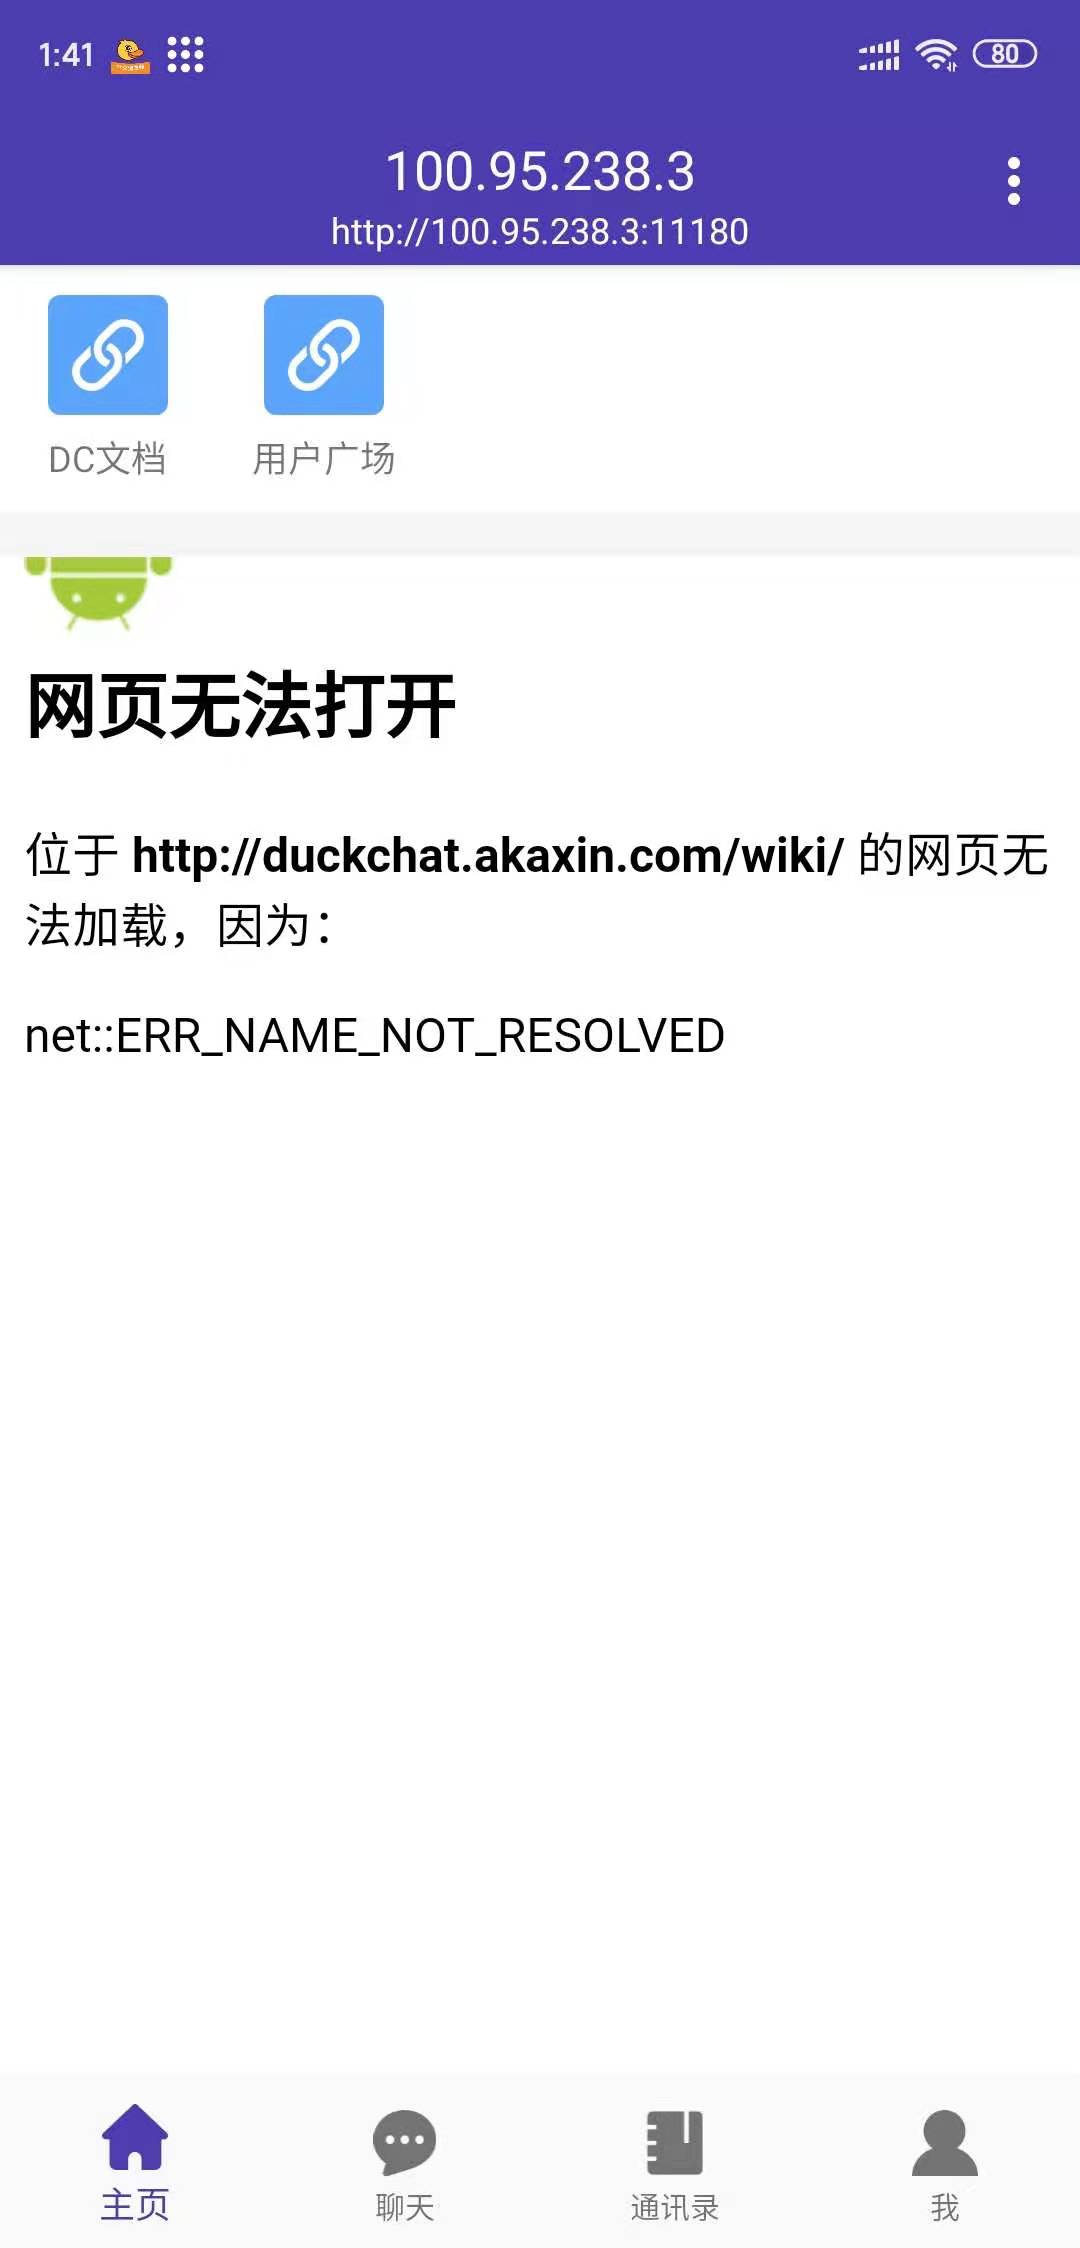 1:41
80
100.95.238.3
http://100.95.238.3:11180
DC文档 用户广场
网页无法打开
位于 http://duckchat.akaxin.com/wiki/ 的网页无
法加载，因为：
net::ERR_NAME_NOT_RESOLVED
主页 聊天 通讯录 我